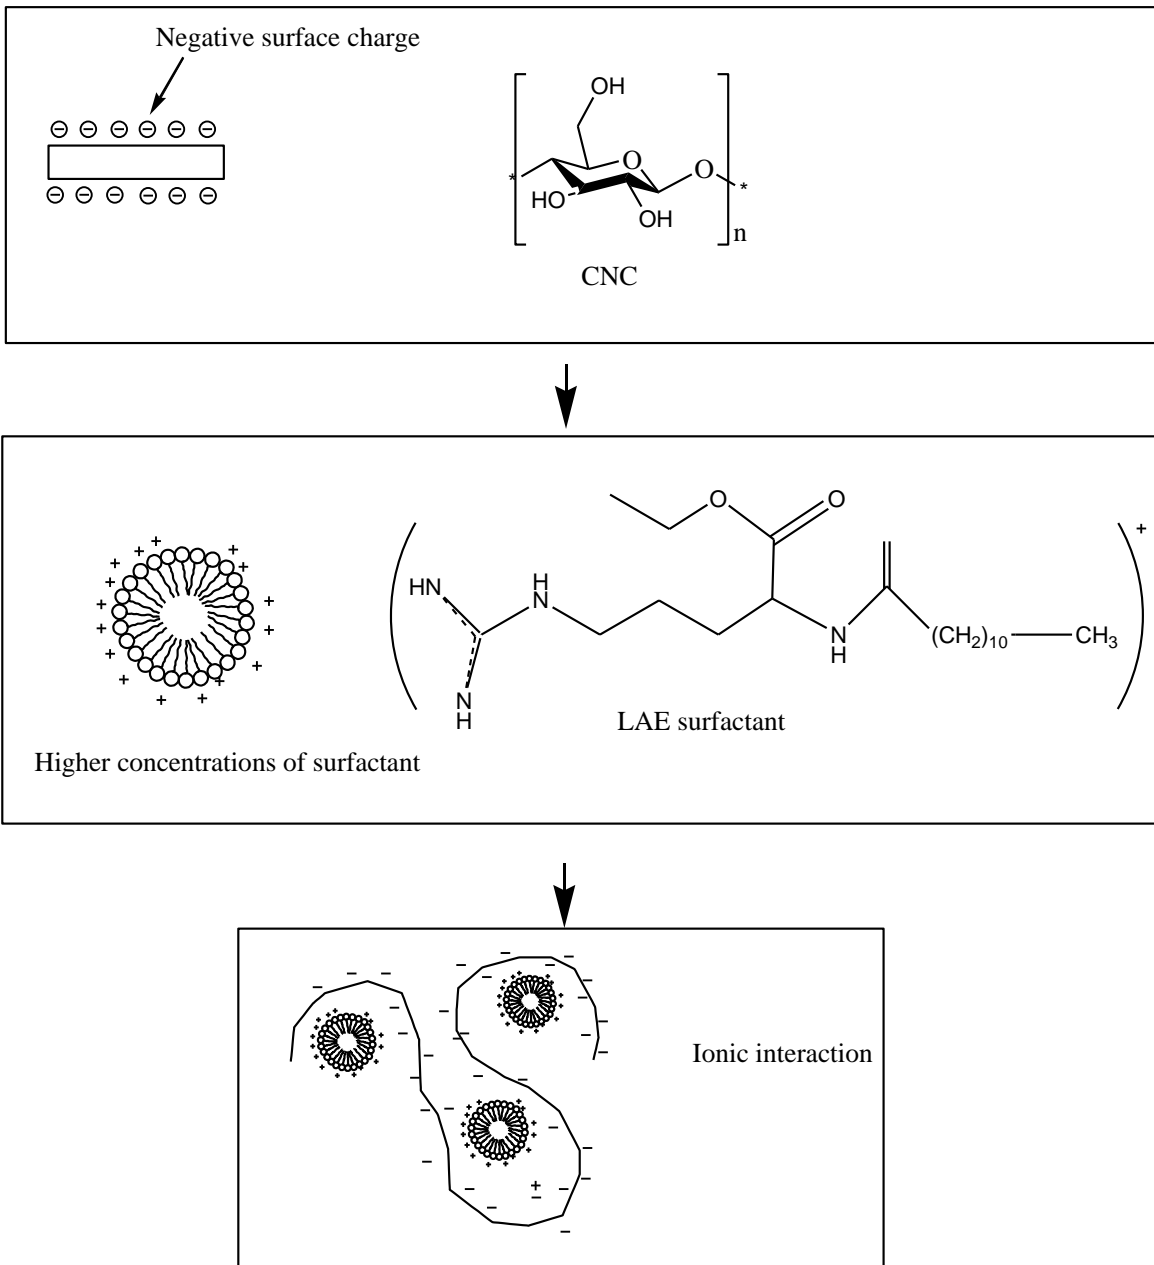 Negative surface charge
OH
O
O
*
*
HO
OH
n
CNC
O
O
+
HN
H
N
N
H
(CH2)10
CH3
N
H
LAE surfactant
Higher concentrations of surfactant
Ionic interaction